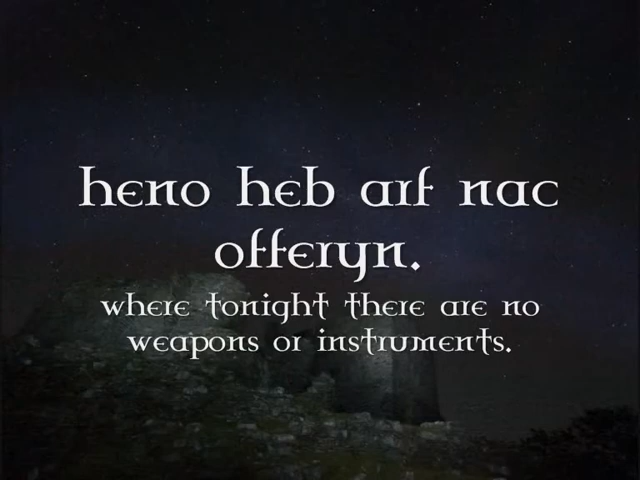 heno heb arf nac
offeryn.
where tonight there are no
weapons or instruments.